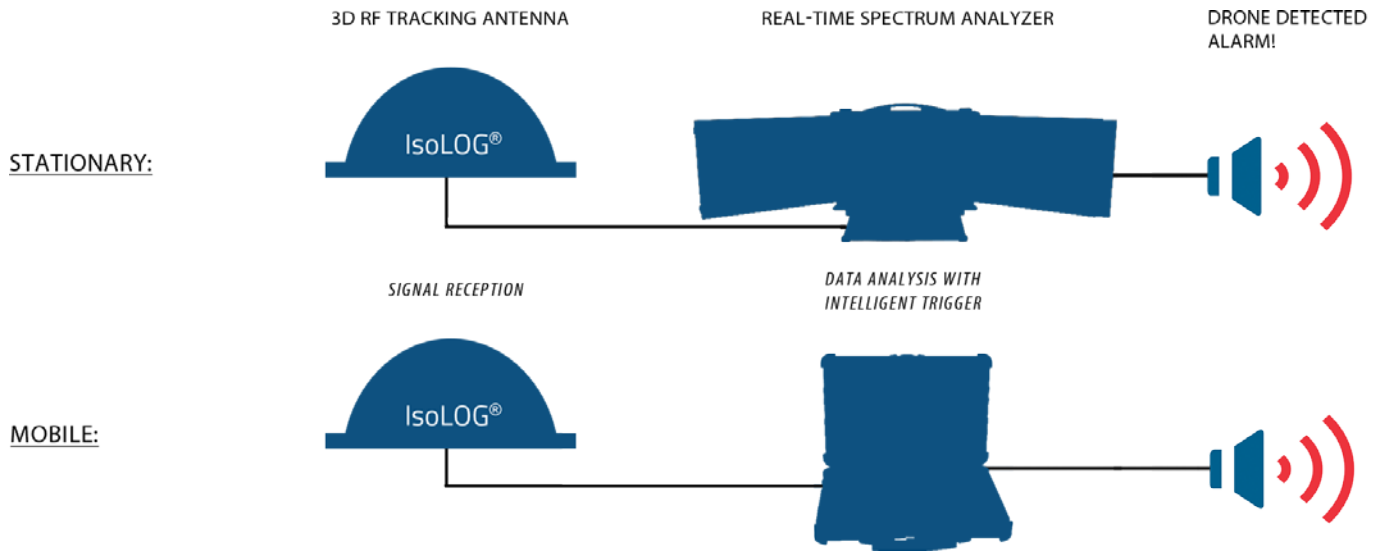 3D RF TRACKING ANTENNA
REAL-TIME SPECTRUM ANALYZER
DRONE DETECTED
ALARM!
STATIONARY:
IsoLOG®
SIGNAL RECEPTION
DATA ANALYSIS WITH
INTELLIGENT TRIGGER
MOBILE:
IsoLOG®